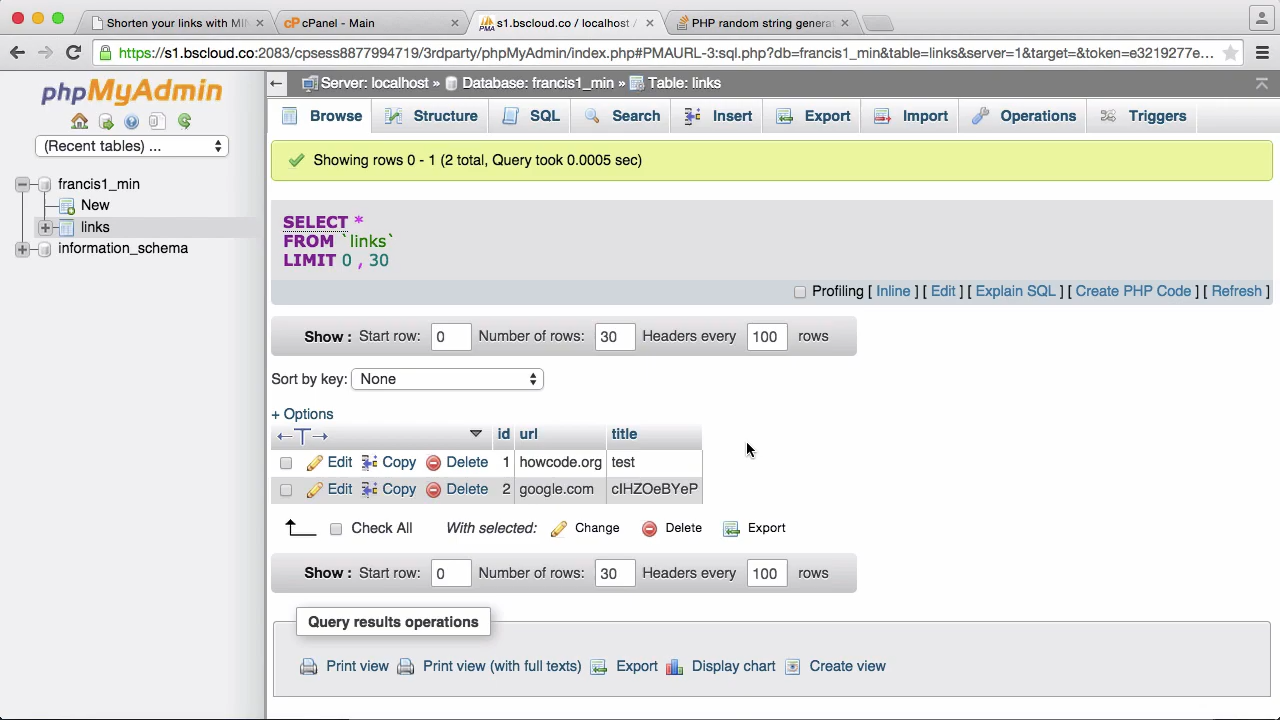 Shorten your links with MI
cPanel - Main
s1.bscloud.co / localhost /
PHP random string genera
https://s1.bscloud.co:2083/cpsess8877994719/3rdparty/phpMyAdmin/index.php#PMAURL-3:sql.php?db=francis1_min&table=links&server=1&target=&token=e3219277e...
phpMyAdmin
(Recent tables) ...
francis1_min
New
links
information_schema
Server: localhost » Database: francis1_min » Table: links
Browse Structure SQL Search Insert Export Import Operations Triggers
Showing rows 0 - 1 (2 total, Query took 0.0005 sec)
SELECT *
FROM `links`
LIMIT 0 , 30
Profiling [ Inline ] [ Edit ] [ Explain SQL ] [ Create PHP Code ] [ Refresh ]
Show : Start row: 0 Number of rows: 30 Headers every 100 rows
Sort by key: None
+ Options
←T→ id url title
Edit Copy Delete 1 howcode.org test
Edit Copy Delete 2 google.com cIHZOeBYeP
Check All With selected: Change Delete Export
Show : Start row: 0 Number of rows: 30 Headers every 100 rows
Query results operations
Print view Print view (with full texts) Export Display chart Create view